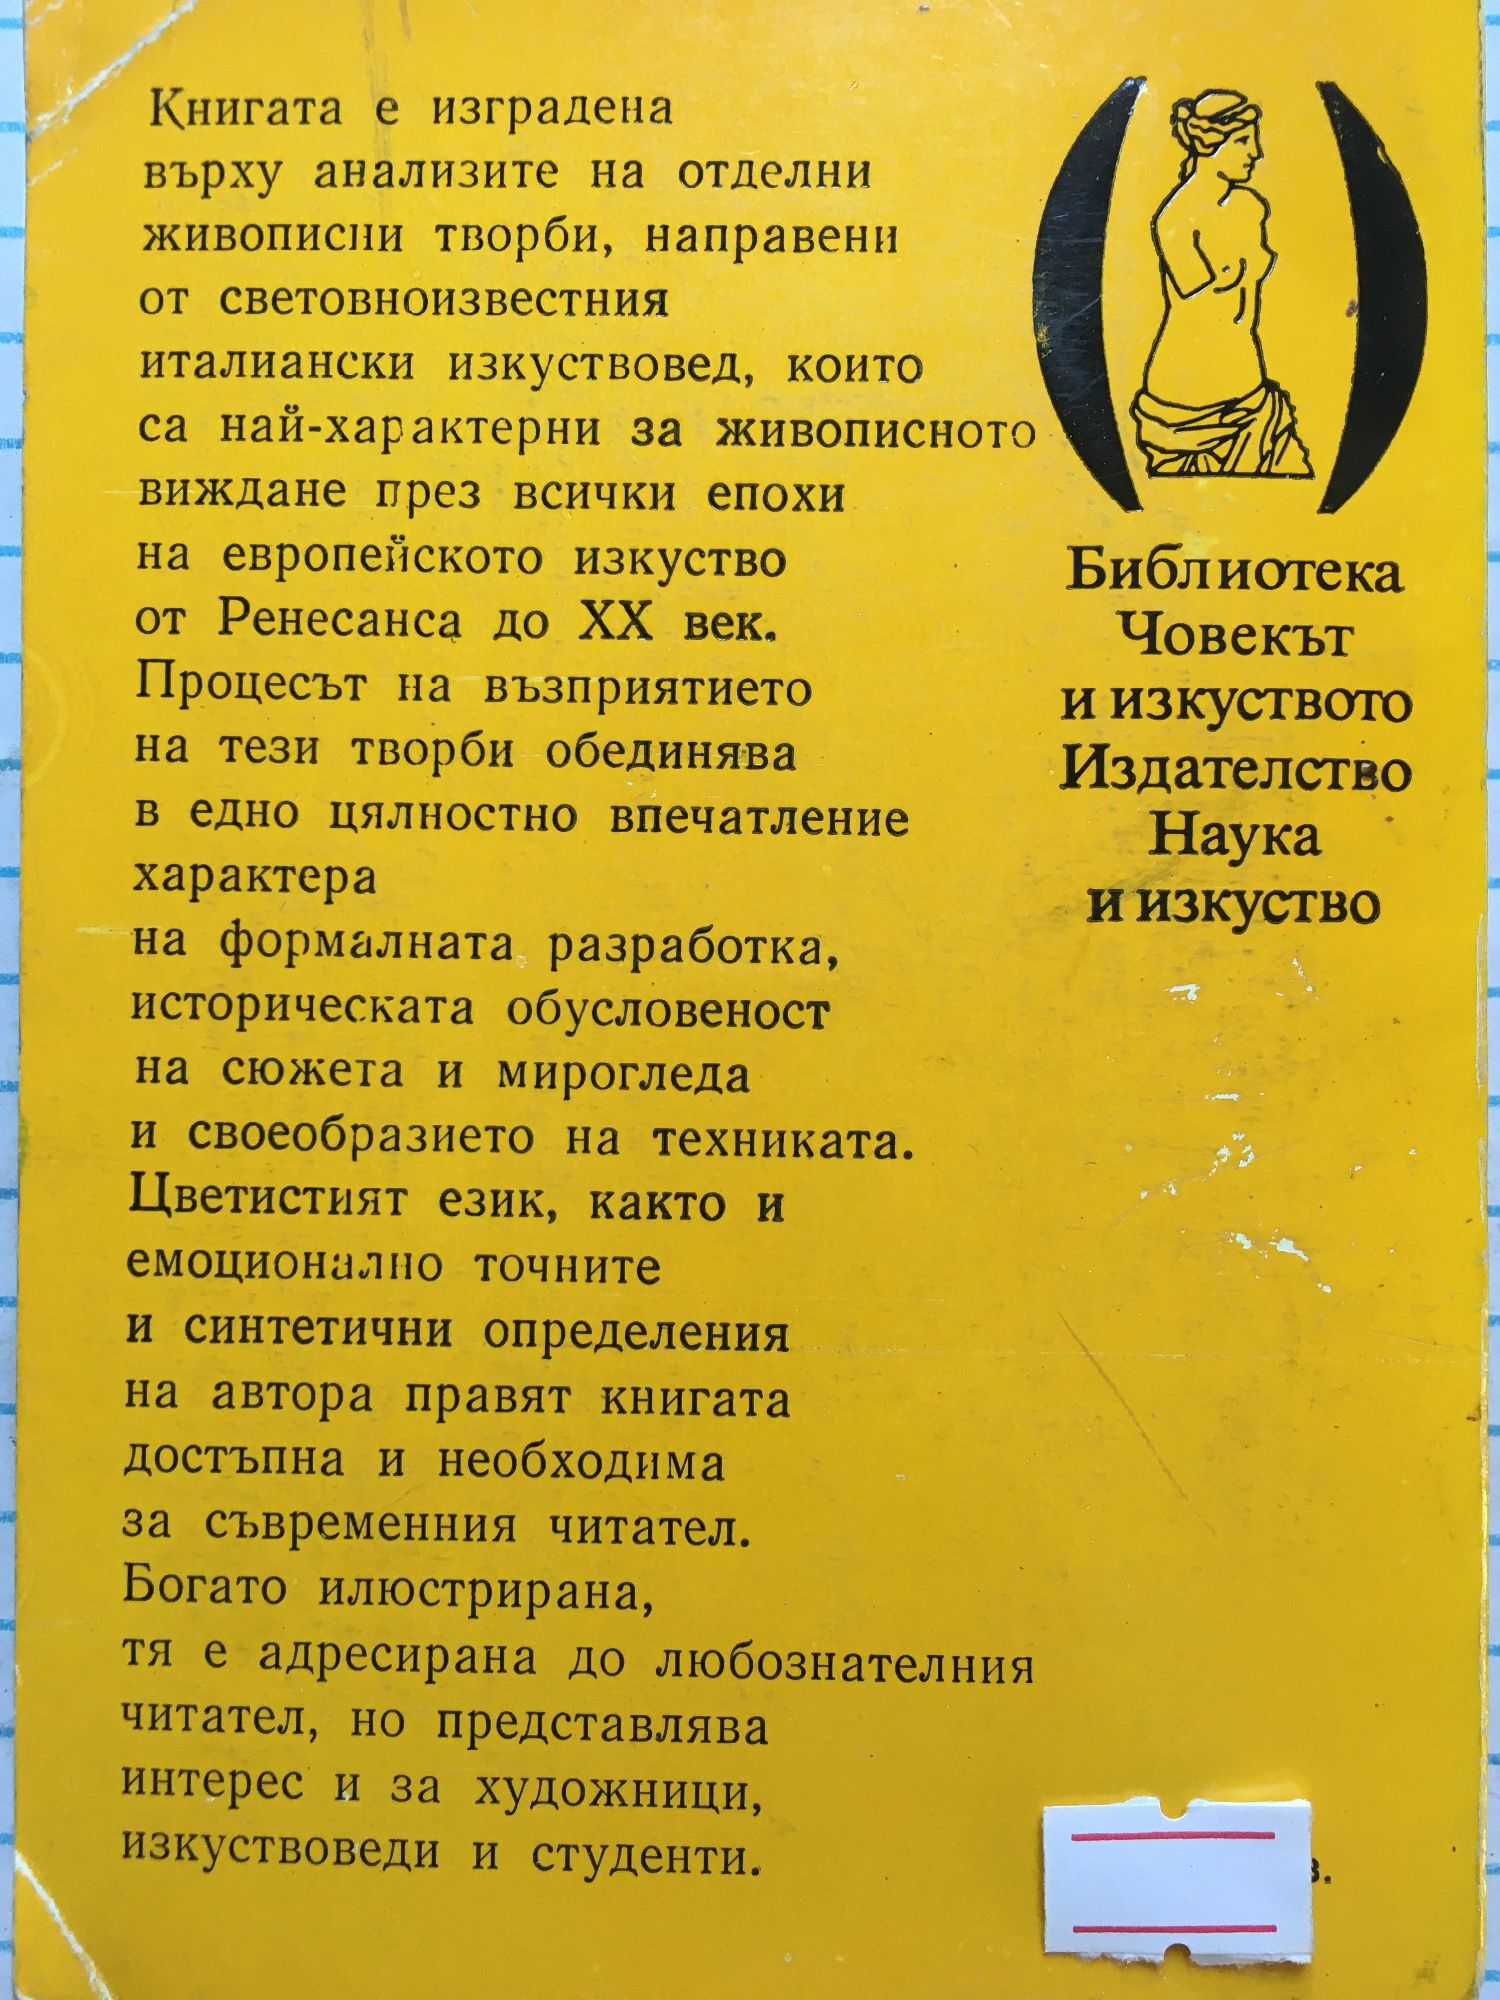 Книгата е изградена
върху анализите на отделни
живописни творби, направени
от световноизвестния
италиански изкуствовед, които
са най-характерни за живописното
виждане през всички епохи
на европейското изкуство
от Ренесанса до XX век.
Процесът на възприятието
на тези творби обединява
в едно цялностно впечатление
характера
на формалната разработка,
историческата обусловеност
на сюжета и мирогледа
и своеобразието на техниката.
Цветистият език, както и
емоционално точните
и синтетични определения
на автора правят книгата
достъпна и необходима
за съвременния читател.
Богато илюстрирана,
тя е адресирана до любознателния
читател, но представлява
интерес и за художници,
изкуствоведи и студенти.
Библиотека
Човекът
и изкуството
Издателство
Наука
и изкуство